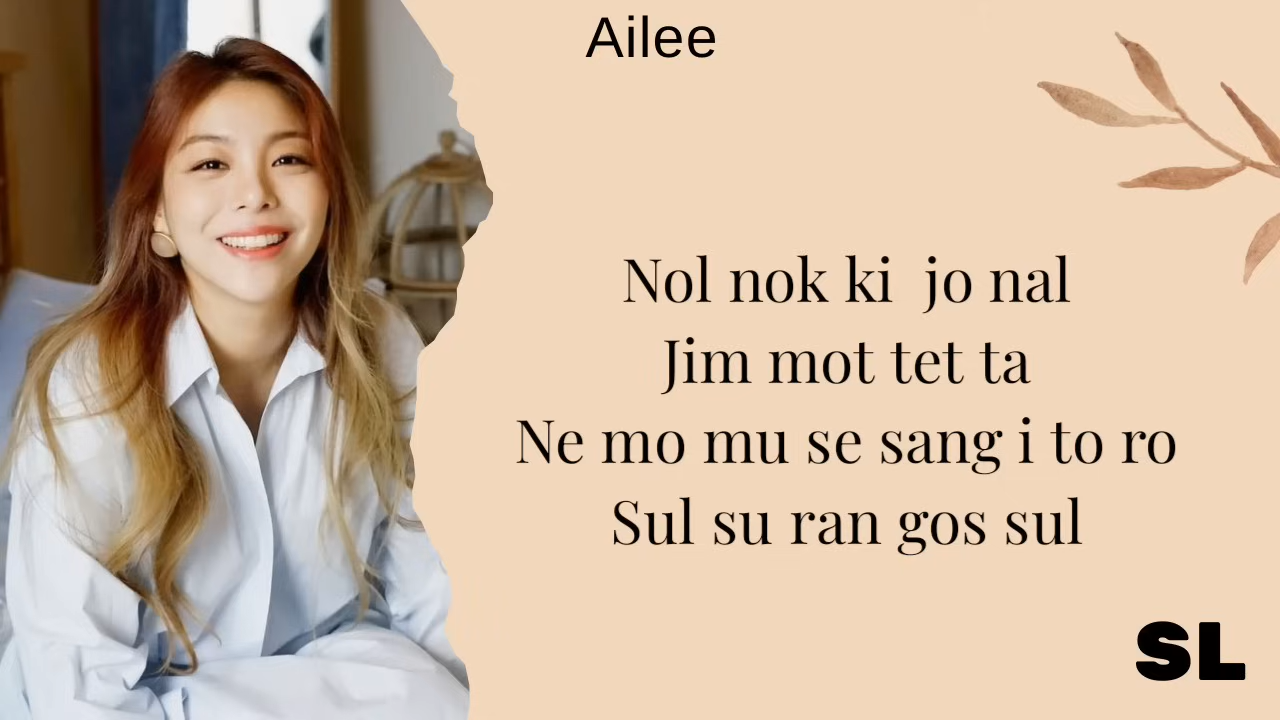 Ailee
Nol nok ki jo nal
Jim mot tet ta
Ne mo mu se sang i to ro
Sul su ran gos sul
SL